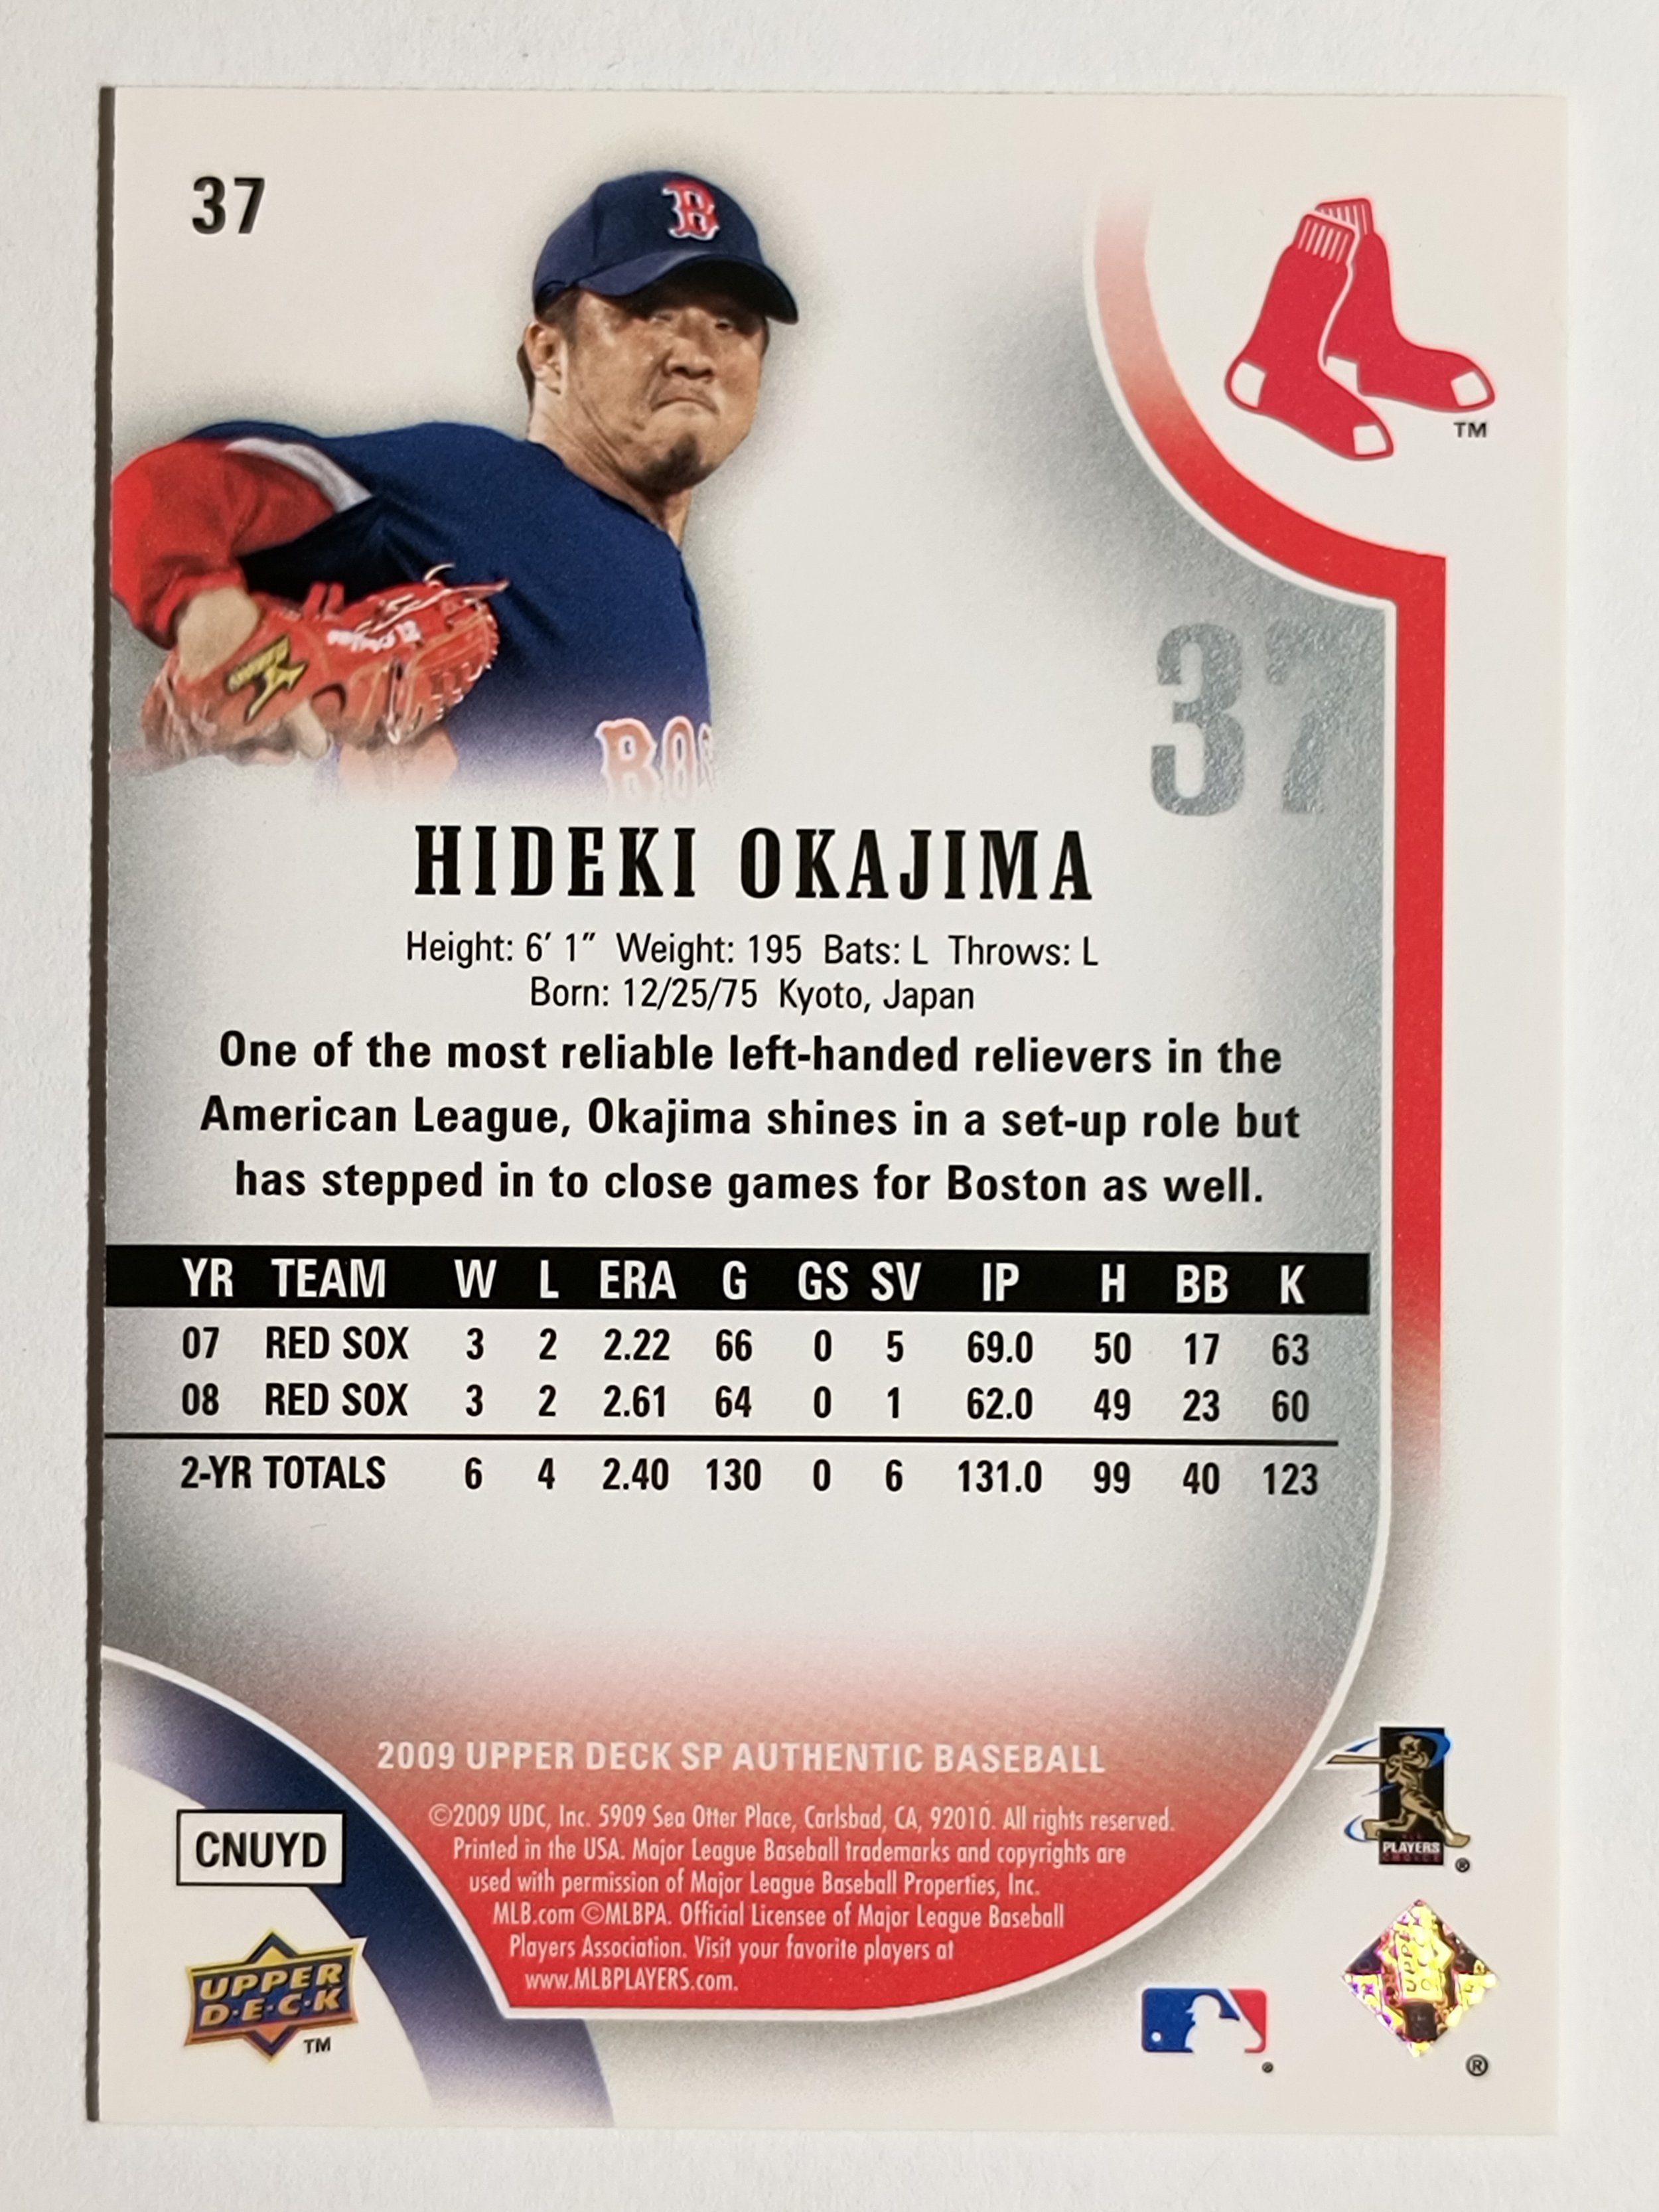 37
B
TM
37
BOS
HIDEKI OKAJIMA
Height: 6' 1" Weight: 195 Bats: L Throws: L
Born: 12/25/75 Kyoto, Japan
One of the most reliable left-handed relievers in the
American League, Okajima shines in a set-up role but
has stepped in to close games for Boston as well.
YR TEAM W L ERA G GS SV IP H BB K
07 RED SOX 3 2 2.22 66 0 5 69.0 50 17 63
08 RED SOX 3 2 2.61 64 0 1 62.0 49 23 60
2-YR TOTALS 6 4 2.40 130 0 6 131.0 99 40 123
2009 UPPER DECK SP AUTHENTIC BASEBALL
©2009 UDC, Inc. 5909 Sea Otter Place, Carlsbad, CA, 92010. All rights reserved.
Printed in the USA. Major League Baseball trademarks and copyrights are
used with permission of Major League Baseball Properties, Inc.
MLB.com ©MLBPA. Official Licensee of Major League Baseball
Players Association. Visit your favorite players at
www.MLBPLAYERS.com.
CNUYD
PLAYERS
CHOICE
®
UPPER
D·E·C·K
TM
®
®